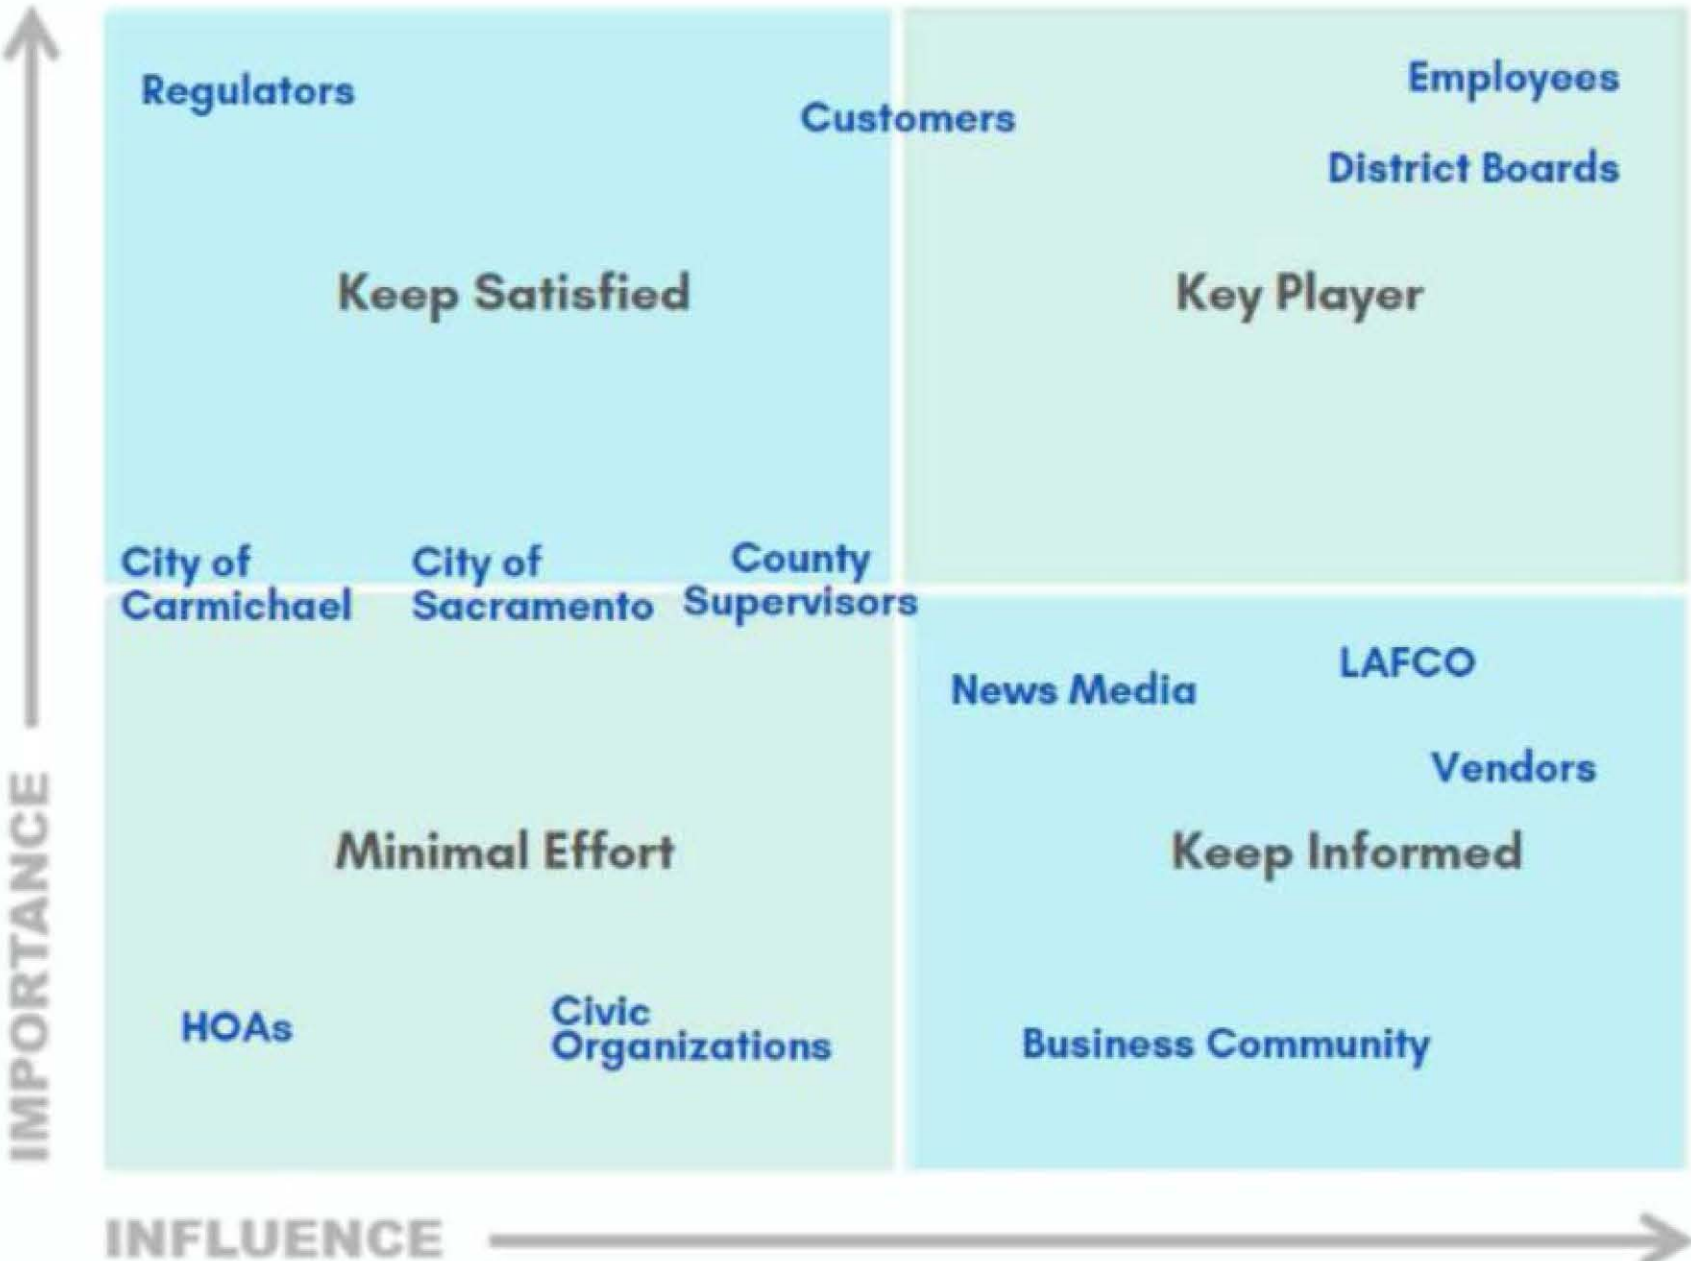 Regulators
Customers
Employees
District Boards
Keep Satisfied
Key Player
City of
Carmichael
City of
Sacramento
County
Supervisors
News Media
LAFCO
Vendors
Minimal Effort
Keep Informed
HOAs
Civic
Organizations
Business Community
IMPORTANCE
INFLUENCE